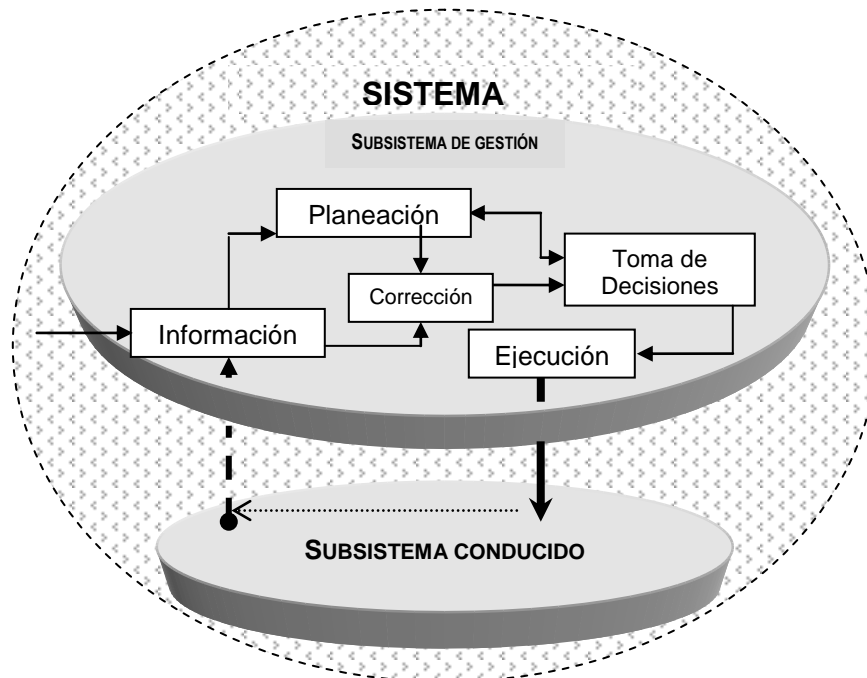 SISTEMA
SUBSISTEMA DE GESTIÓN
Planeación
Toma de
Decisiones
Corrección
Información
Ejecución
SUBSISTEMA CONDUCIDO